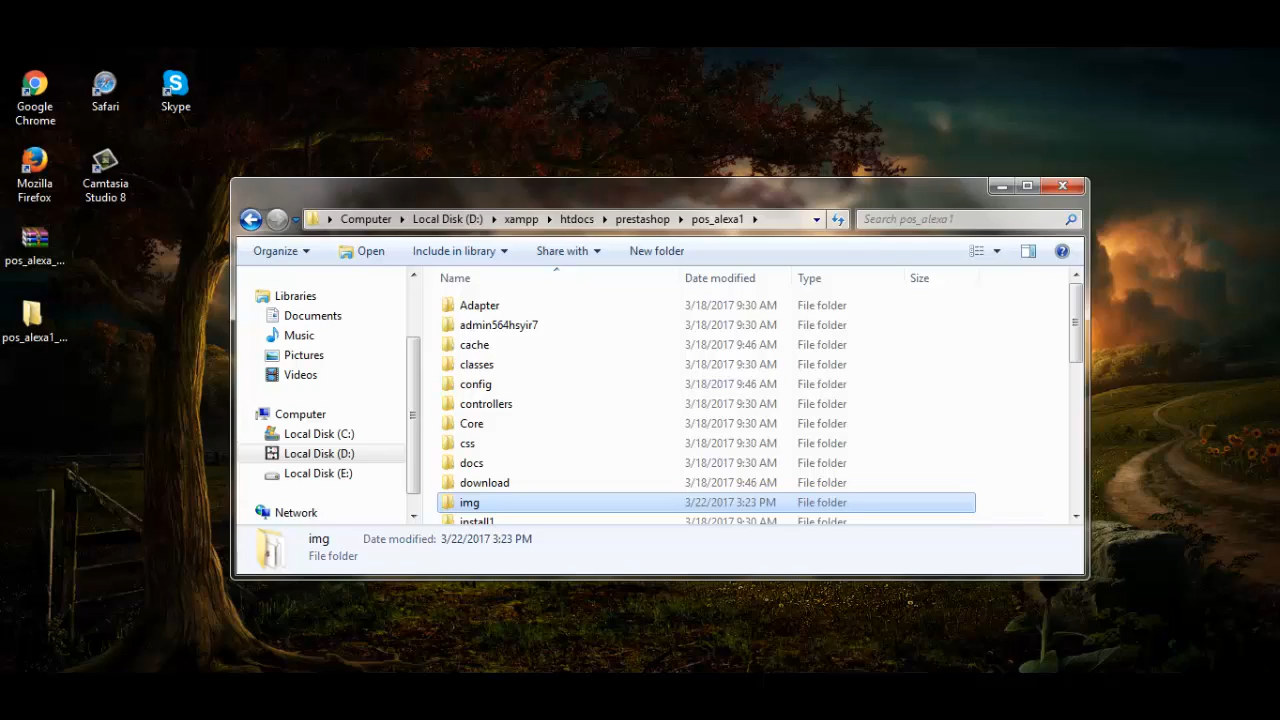 Google Chrome
Safari
Skype
Mozilla Firefox
Camtasia Studio 8
pos_alexa_...
pos_alexa1_...
Computer Local Disk (D:) xampp htdocs prestashop pos_alexa1
Search pos_alexa1
Organize Open Include in library Share with New folder
Libraries
Documents
Music
Pictures
Videos
Computer
Local Disk (C:)
Local Disk (D:)
Local Disk (E:)
Network
Name Date modified Type Size
Adapter 3/18/2017 9:30 AM File folder
admin564hsyir7 3/18/2017 9:30 AM File folder
cache 3/18/2017 9:46 AM File folder
classes 3/18/2017 9:30 AM File folder
config 3/18/2017 9:46 AM File folder
controllers 3/18/2017 9:30 AM File folder
Core 3/18/2017 9:30 AM File folder
css 3/18/2017 9:30 AM File folder
docs 3/18/2017 9:30 AM File folder
download 3/18/2017 9:46 AM File folder
img 3/22/2017 3:23 PM File folder
install1 3/18/2017 9:30 AM File folder
img Date modified: 3/22/2017 3:23 PM
File folder